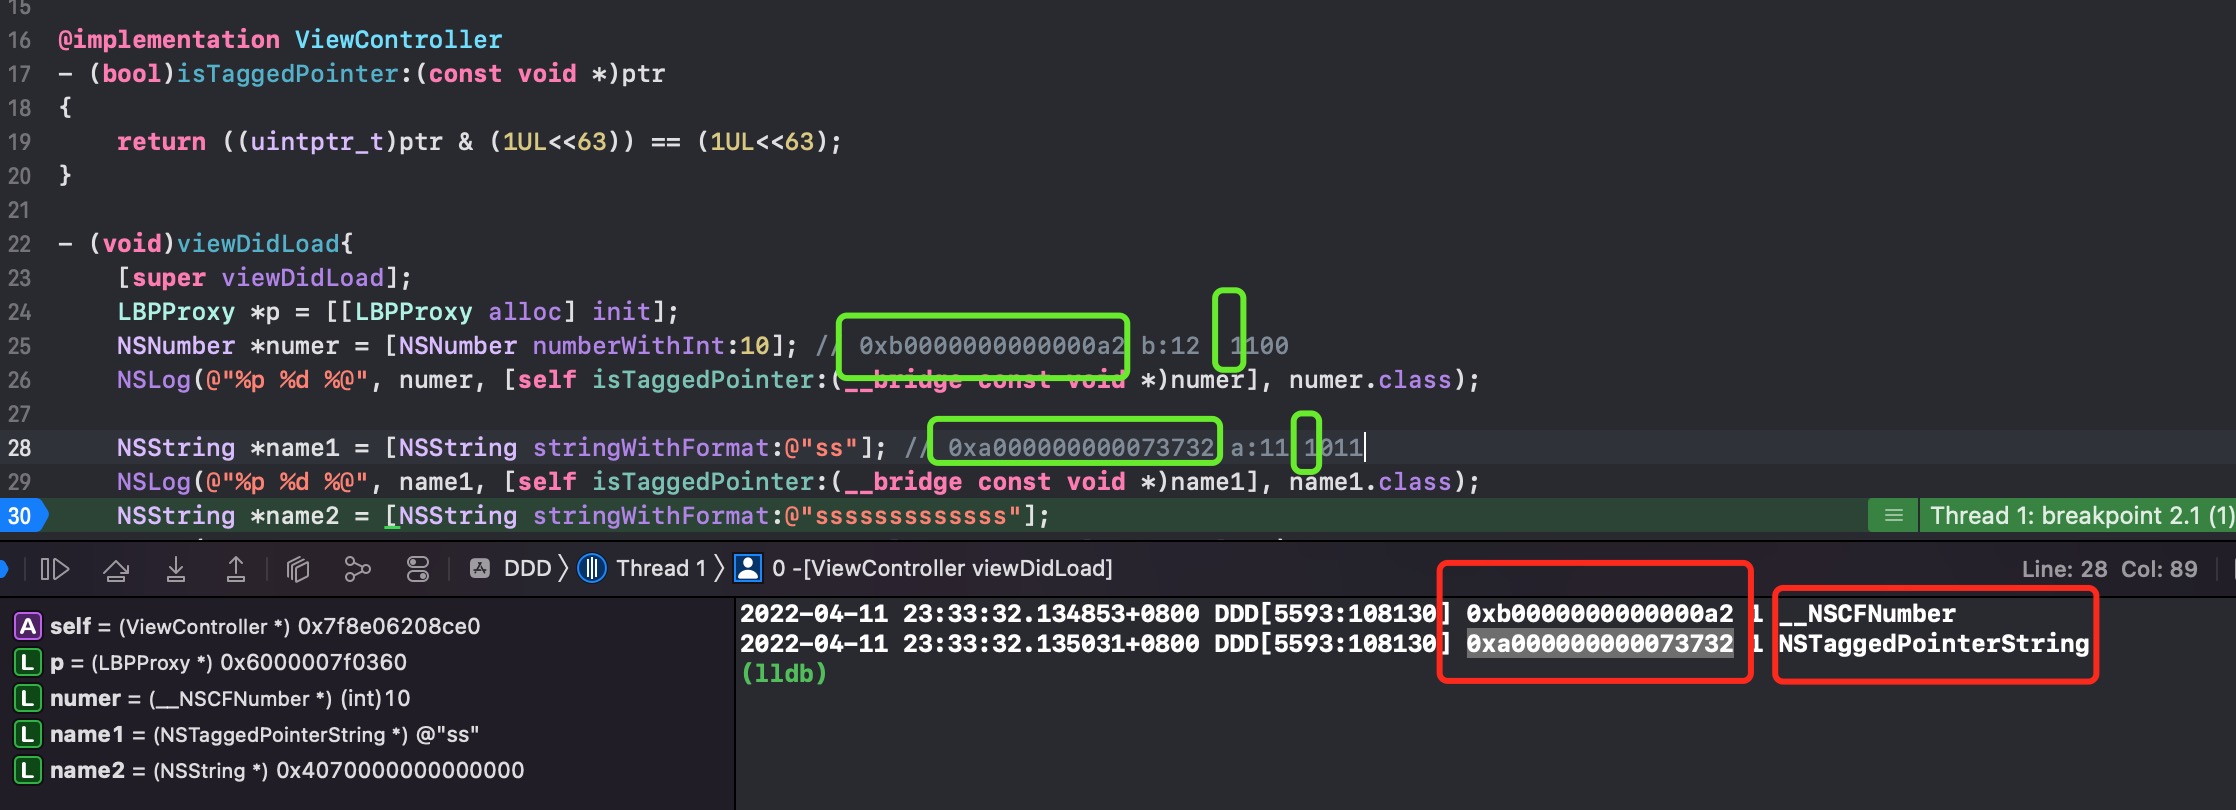 15
16 @implementation ViewController
17 - (bool)isTaggedPointer:(const void *)ptr
18 {
19     return ((uintptr_t)ptr & (1UL<<63)) == (1UL<<63);
20 }
21
22 - (void)viewDidLoad{
23     [super viewDidLoad];
24     LBPProxy *p = [[LBPProxy alloc] init];
25     NSNumber *numer = [NSNumber numberWithInt:10]; // 0xb0000000000000a2 b:12  1100
26     NSLog(@"%p %d %@", numer, [self isTaggedPointer:(__bridge const void *)numer], numer.class);
27
28     NSString *name1 = [NSString stringWithFormat:@"ss"]; // 0xa000000000073732 a:11 1011
29     NSLog(@"%p %d %@", name1, [self isTaggedPointer:(__bridge const void *)name1], name1.class);
30     NSString *name2 = [NSString stringWithFormat:@"sssssssssssss"];
Thread 1: breakpoint 2.1 (1)
DDD Thread 1 0 -[ViewController viewDidLoad]
Line: 28 Col: 89
A self = (ViewController *) 0x7f8e06208ce0
L p = (LBPProxy *) 0x6000007f0360
L numer = (__NSCFNumber *) (int)10
L name1 = (NSTaggedPointerString *) @"ss"
L name2 = (NSString *) 0x4070000000000000
2022-04-11 23:33:32.134853+0800 DDD[5593:108130] 0xb0000000000000a2 1 __NSCFNumber
2022-04-11 23:33:32.135031+0800 DDD[5593:108130] 0xa000000000073732 1 NSTaggedPointerString
(lldb)